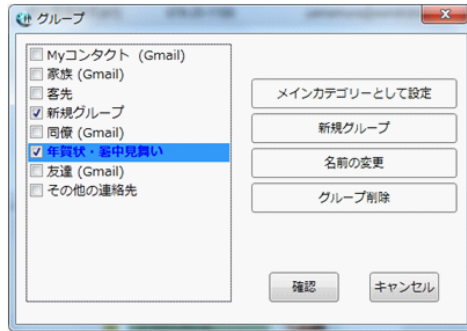 グループ
Myコンタクト (Gmail)
家族 (Gmail)
客先
新規グループ
同僚 (Gmail)
年賀状・暑中見舞い
友達 (Gmail)
その他の連絡先
メインカテゴリーとして設定
新規グループ
名前の変更
グループ削除
確認
キャンセル